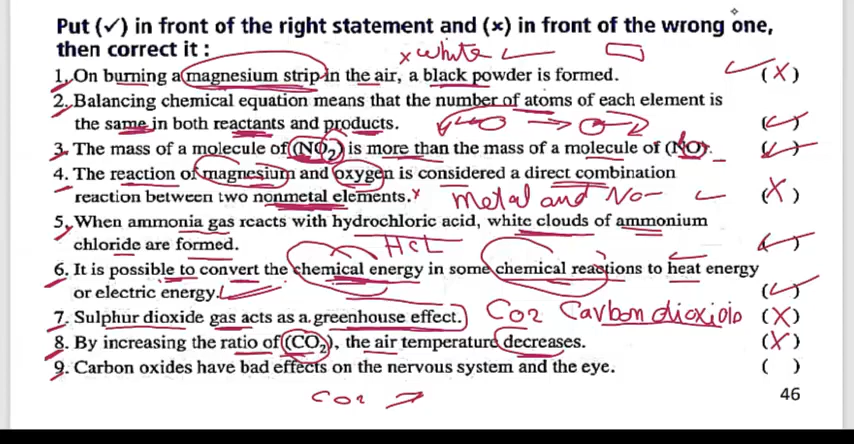 Put (✓) in front of the right statement and (×) in front of the wrong one,
then correct it :
× white
1. On burning a magnesium strip in the air, a black powder is formed. (X)
2. Balancing chemical equation means that the number of atoms of each element is
the same in both reactants and products. (✓)
3. The mass of a molecule of (NO₂) is more than the mass of a molecule of (NO). (✓)
4. The reaction of magnesium and oxygen is considered a direct combination
reaction between two nonmetal elements. × Metal and No- (X)
5. When ammonia gas reacts with hydrochloric acid, white clouds of ammonium
chloride are formed. HCL (✓)
6. It is possible to convert the chemical energy in some chemical reactions to heat energy
or electric energy. (✓)
7. Sulphur dioxide gas acts as a greenhouse effect. CO2 Carbon dioxid (X)
8. By increasing the ratio of (CO₂), the air temperature decreases. (X)
9. Carbon oxides have bad effects on the nervous system and the eye. ( )
CO2
46